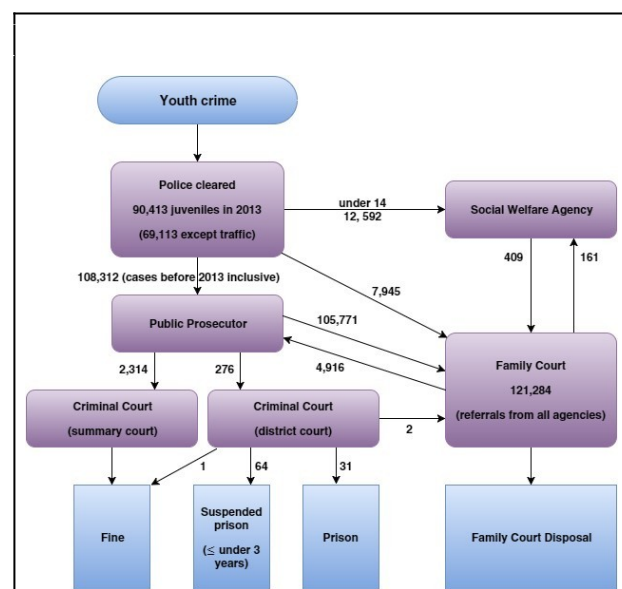 Youth crime
Police cleared
90,413 juveniles in 2013
(69,113 except traffic)
under 14
12, 592
Social Welfare Agency
108,312 (cases before 2013 inclusive)
7,945
409
161
Public Prosecutor
105,771
4,916
Family Court
121,284
(referrals from all agencies)
2,314
276
Criminal Court
(summary court)
Criminal Court
(district court)
2
1
64
31
Fine
Suspended
prison
(≤ under 3
years)
Prison
Family Court Disposal